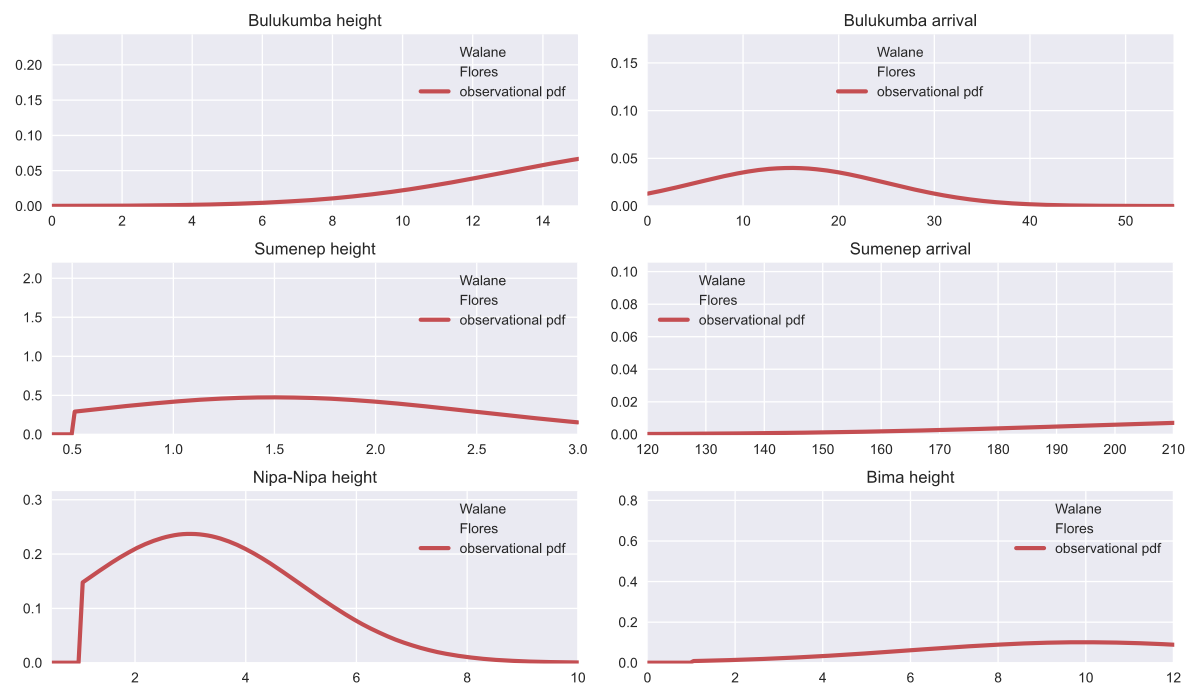 Bulukumba height
Walane
Flores
observational pdf
0.20
0.15
0.10
0.05
0.00
0 2 4 6 8 10 12 14
Bulukumba arrival
Walane
Flores
observational pdf
0.15
0.10
0.05
0.00
0 10 20 30 40 50
Sumenep height
Walane
Flores
observational pdf
2.0
1.5
1.0
0.5
0.0
0.5 1.0 1.5 2.0 2.5 3.0
Sumenep arrival
Walane
Flores
observational pdf
0.10
0.08
0.06
0.04
0.02
0.00
120 130 140 150 160 170 180 190 200 210
Nipa-Nipa height
Walane
Flores
observational pdf
0.3
0.2
0.1
0.0
2 4 6 8 10
Bima height
Walane
Flores
observational pdf
0.8
0.6
0.4
0.2
0.0
0 2 4 6 8 10 12